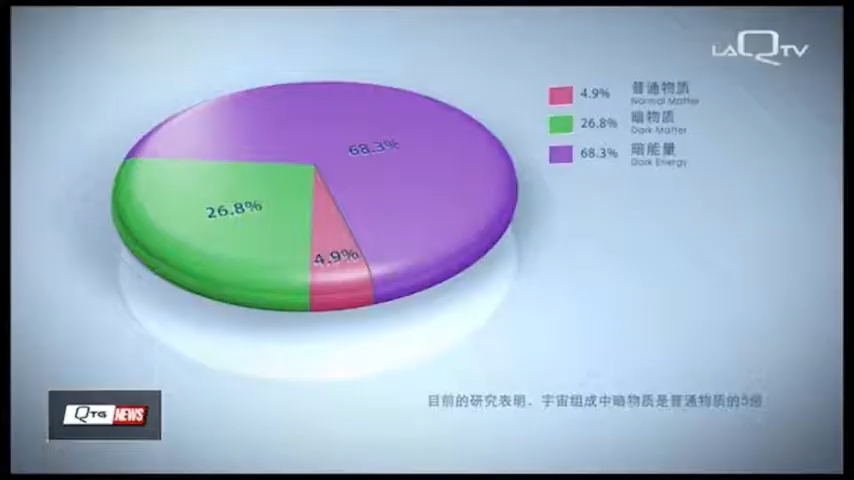 LAQTV
4.9% 普通物质
Normal Matter
26.8% 暗物质
Dark Matter
68.3% 暗能量
Dark Energy
68.3%
26.8%
4.9%
目前的研究表明，宇宙组成中暗物质是普通物质的5倍
QTG NEWS